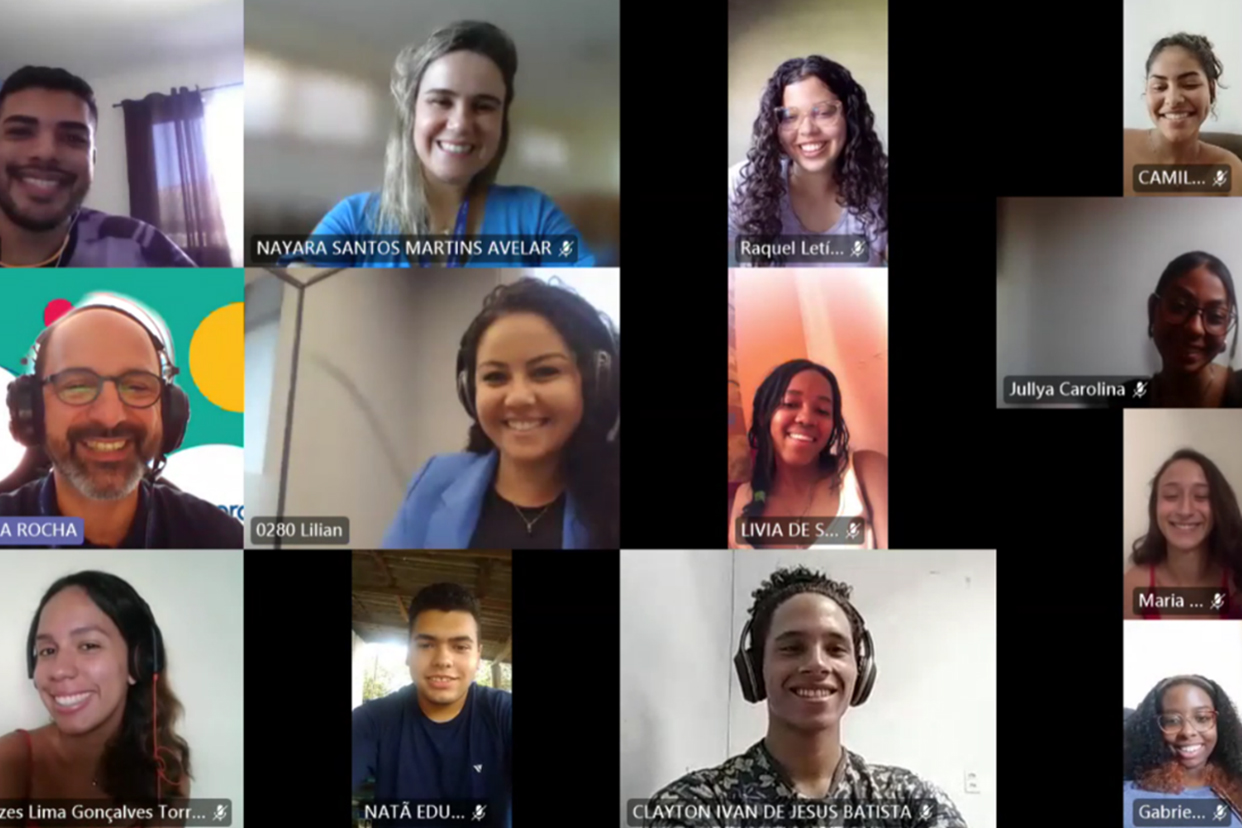 CAMIL...
NAYARA SANTOS MARTINS AVELAR
Raquel Letí...
Jullya Carolina
A ROCHA
0280 Lilian
LIVIA DE S...
Maria ...
zes Lima Gonçalves Torr...
NATÃ EDU...
CLAYTON IVAN DE JESUS BATISTA
Gabrie...